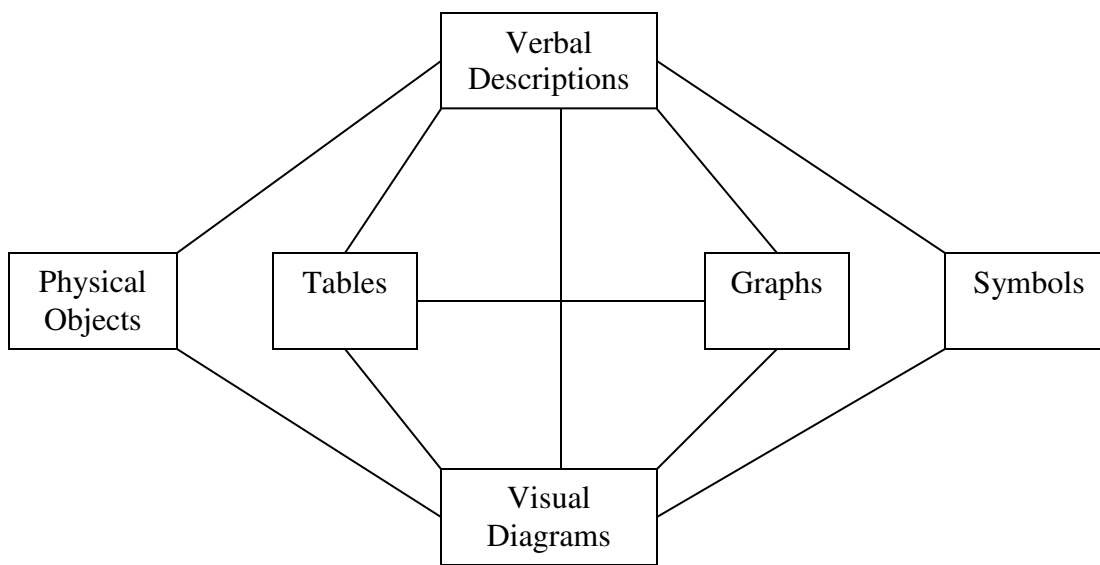 Verbal
Descriptions
Physical
Objects
Tables
Graphs
Symbols
Visual
Diagrams